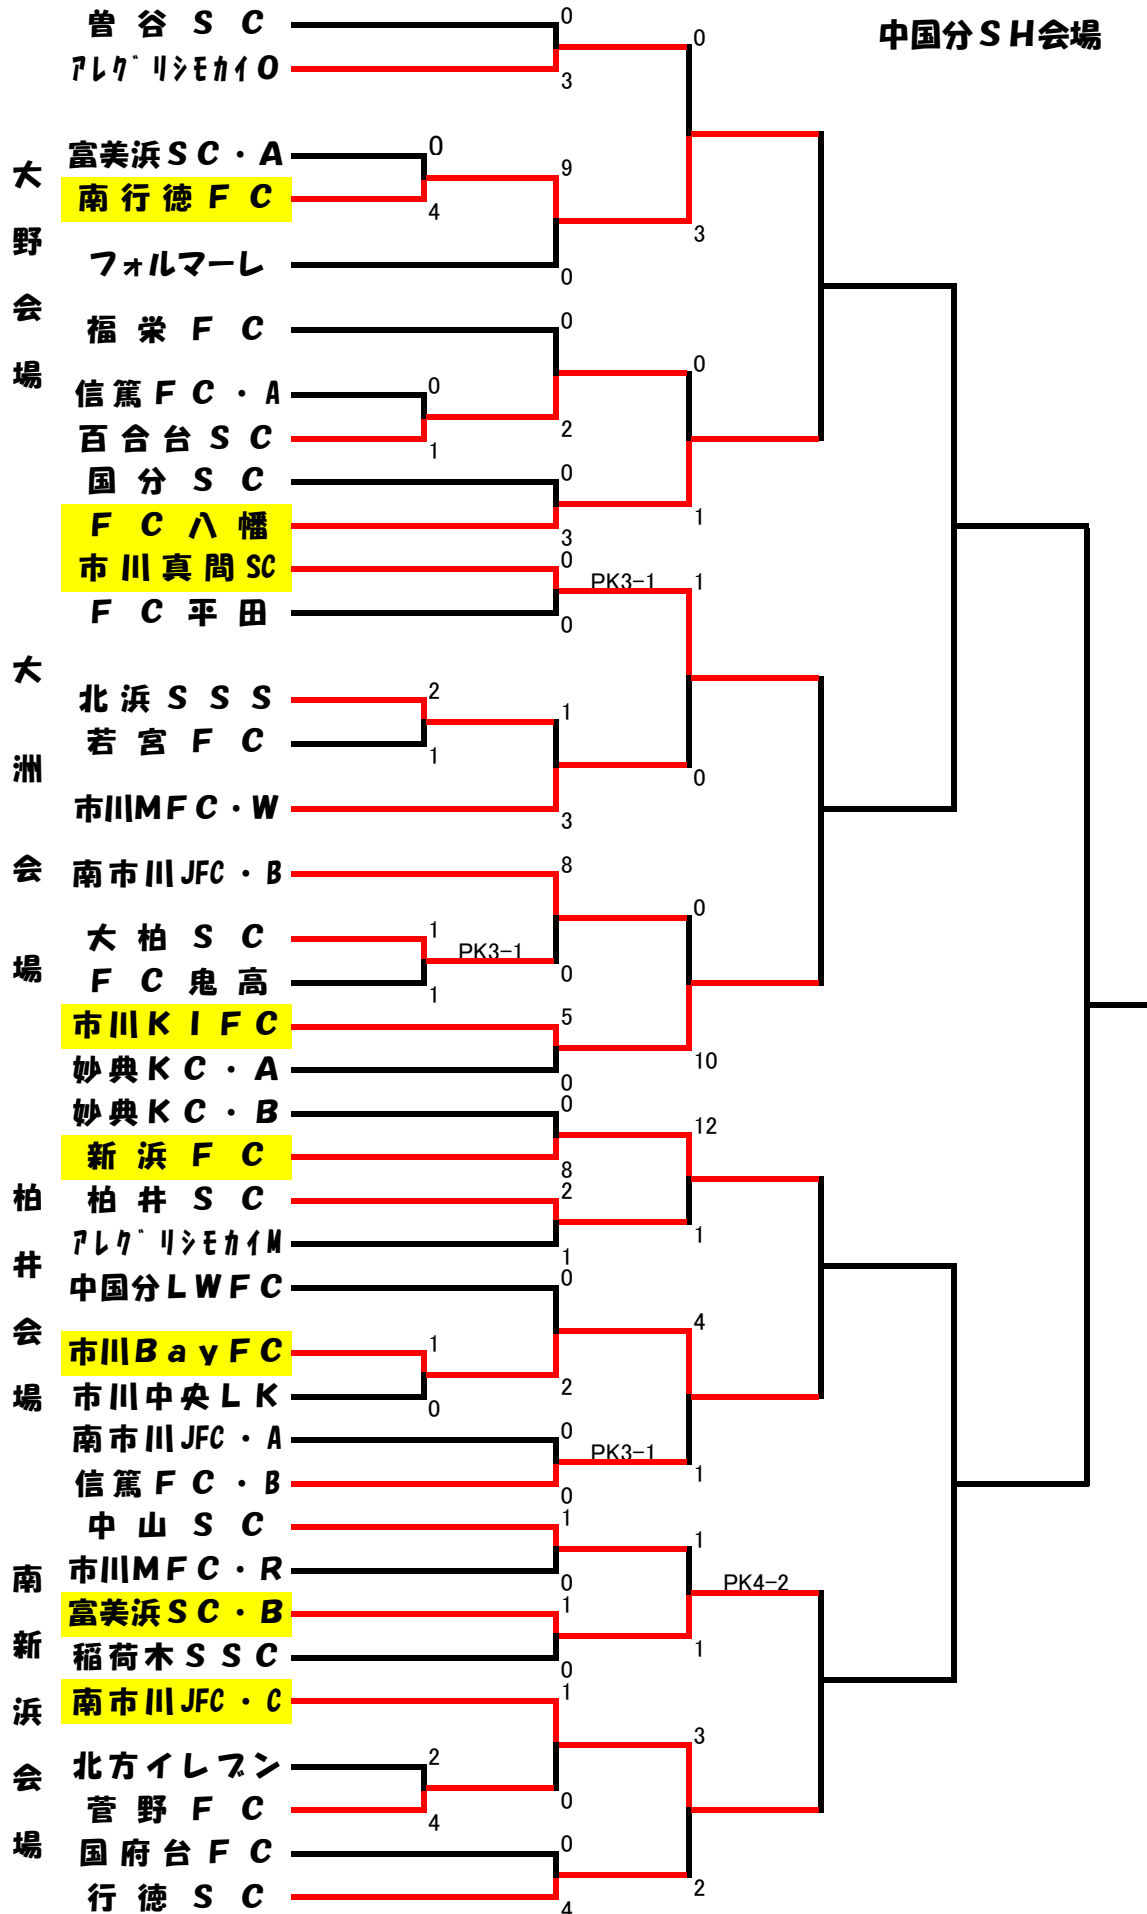 中国分ＳＨ会場
大野会場
曽谷ＳＣ
ｱﾚｸﾞﾘｼﾓｶｲO
0
3
0
富美浜ＳＣ・A
南行徳ＦＣ
0
4
フォルマーレ
9
0
3
福栄ＦＣ
0
信篤ＦＣ・A
百合台ＳＣ
0
1
2
0
国分ＳＣ
ＦＣ八幡
0
3
1
大洲会場
市川真間SC
ＦＣ平田
0
0
PK3-1
1
北浜ＳＳＳ
若宮ＦＣ
2
1
市川MＦＣ・W
1
3
0
南市川JFC・B
8
大柏ＳＣ
ＦＣ鬼高
1
1
PK3-1
0
0
市川ＫＩＦＣ
妙典ＫＣ・A
5
0
10
柏井会場
妙典ＫＣ・B
新浜ＦＣ
0
8
12
柏井ＳＣ
ｱﾚｸﾞﾘｼﾓｶｲM
2
1
1
中国分ＬＷＦＣ
0
市川ＢａｙＦＣ
市川中央ＬＫ
1
0
2
4
南市川JFC・A
信篤ＦＣ・B
0
0
PK3-1
1
南新浜会場
中山ＳＣ
市川MＦＣ・R
1
0
1
PK4-2
富美浜ＳＣ・B
稲荷木ＳＳＣ
1
0
1
南市川JFC・C
1
北方イレブン
菅野ＦＣ
2
4
0
3
国府台ＦＣ
行徳ＳＣ
0
4
2